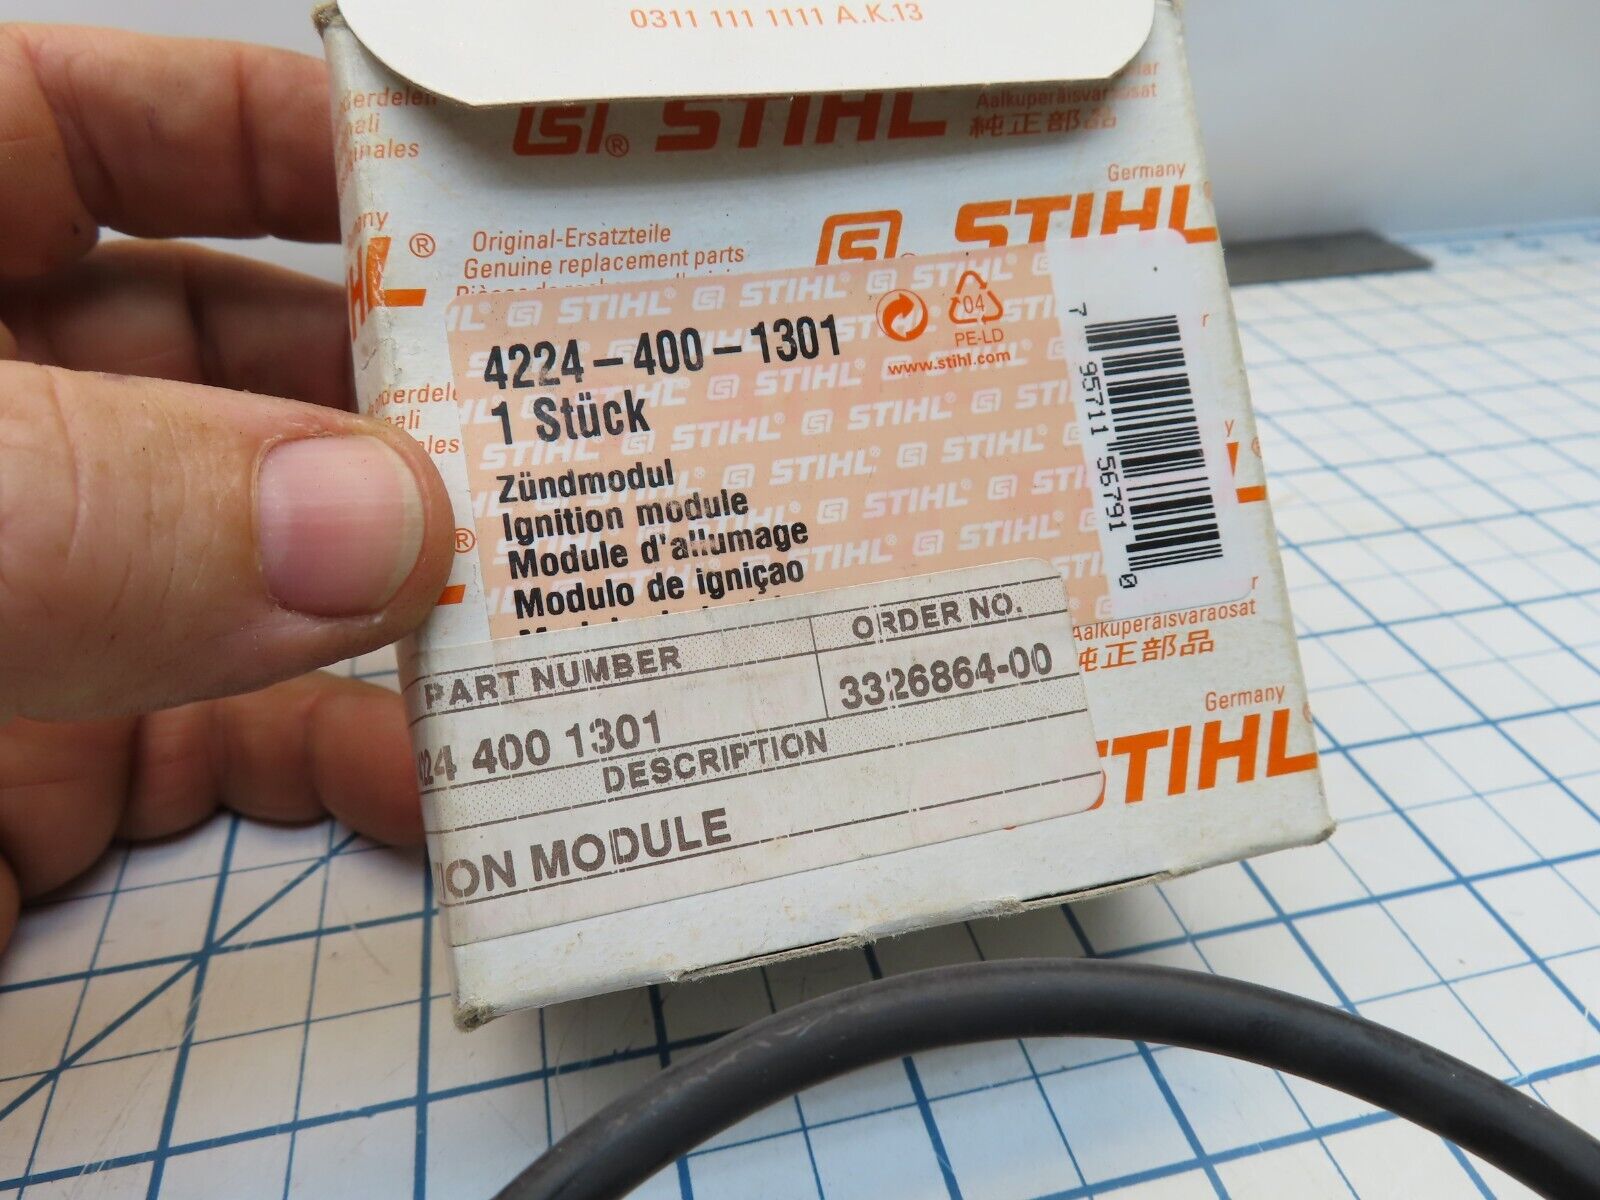 0311 111 1111 A.K.13
STIHL®
Aalkuperäisvaraosat
純正部品
Germany
STIHL
Original-Ersatzteile
Genuine replacement parts
4224-400-1301
1 Stück
04
PE-LD
www.stihl.com
Zündmodul
Ignition module
Module d'allumage
Modulo de ignição
7 95711 56791 0
PART NUMBER
ORDER NO.
024 400 1301
3326864-00
DESCRIPTION
ION MODULE
Aalkuperäisvaraosat
純正部品
Germany
STIHL